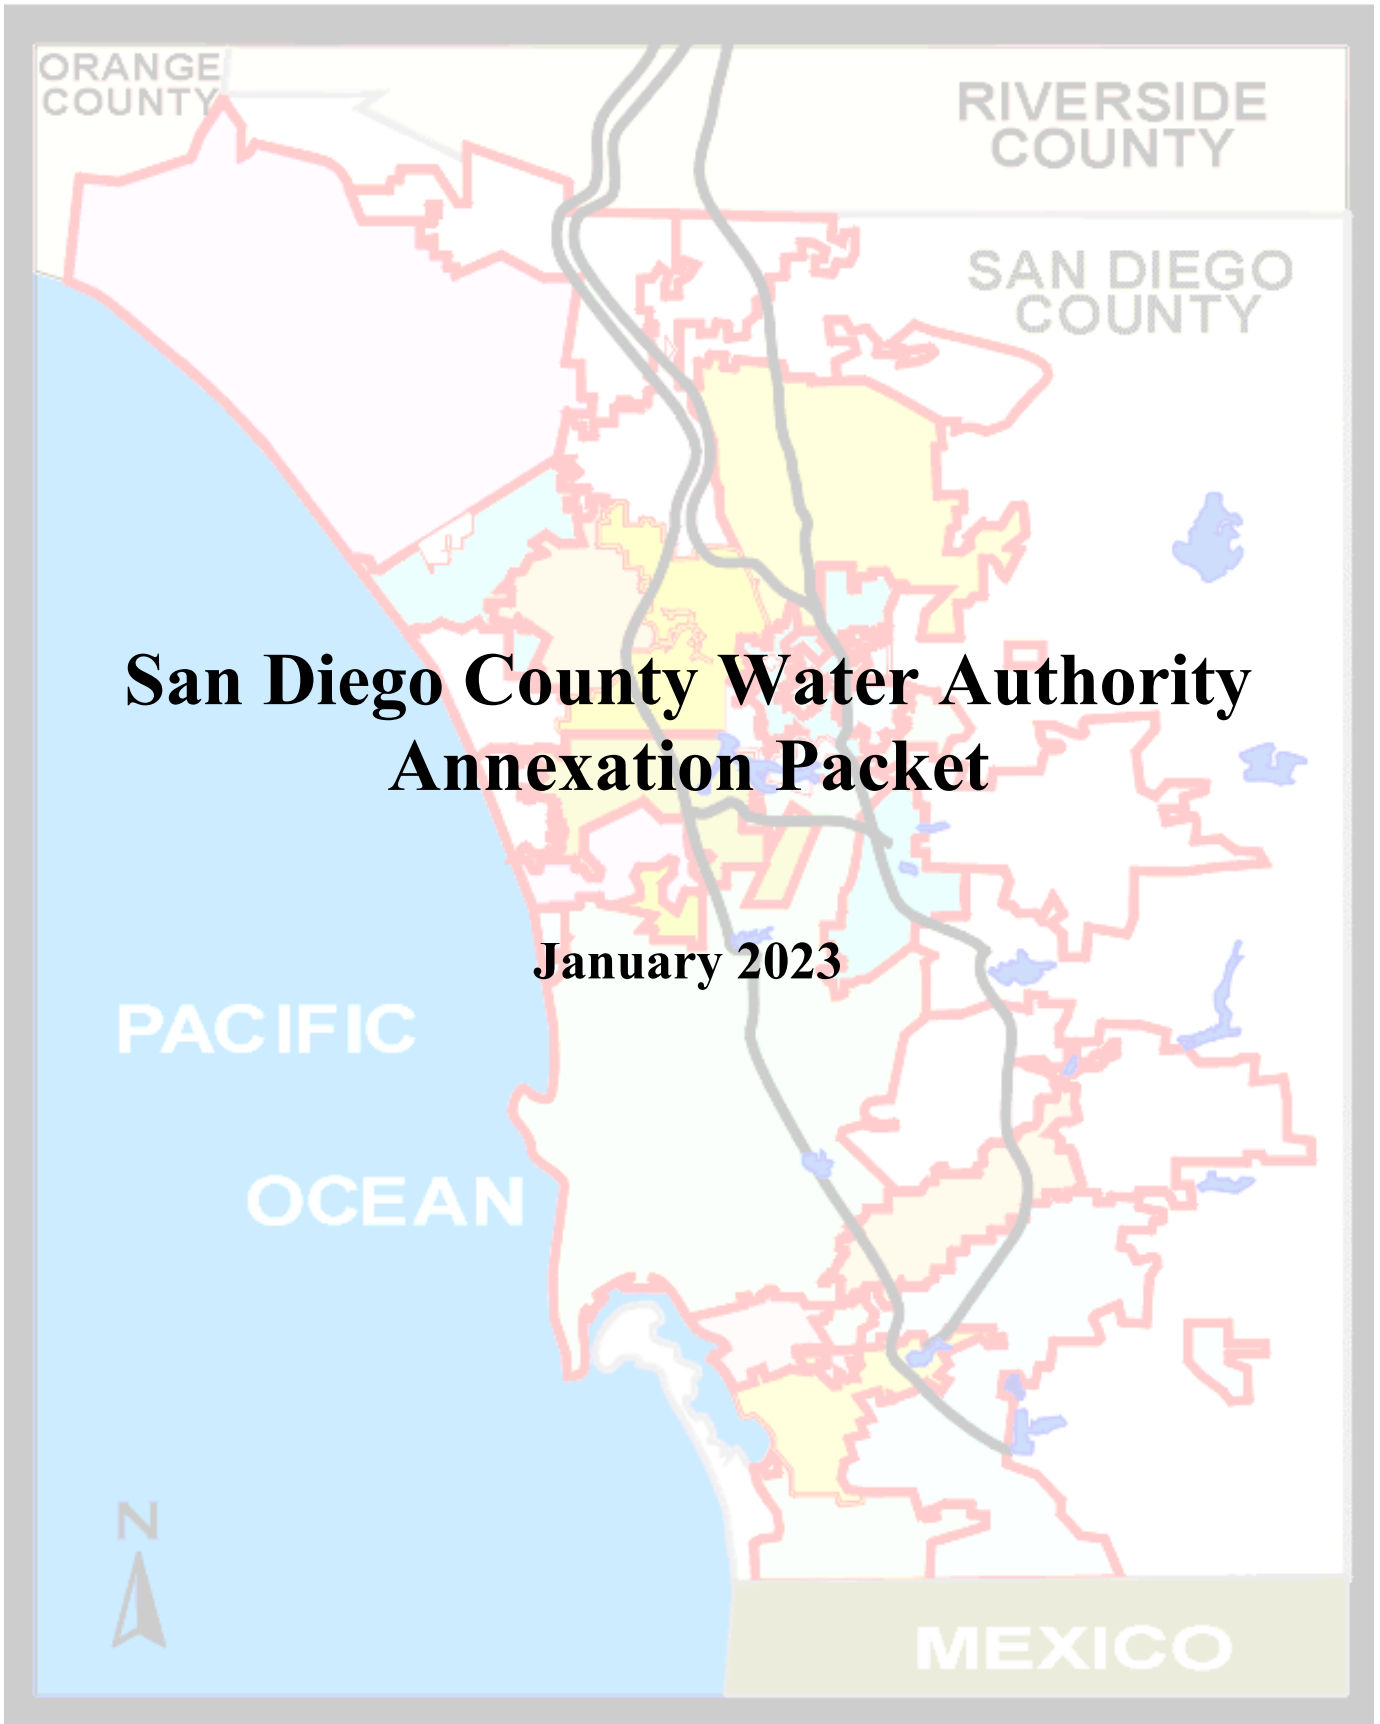 ORANGE
COUNTY
RIVERSIDE
COUNTY
SAN DIEGO
COUNTY
San Diego County Water Authority
Annexation Packet
January 2023
PACIFIC
OCEAN
N
MEXICO